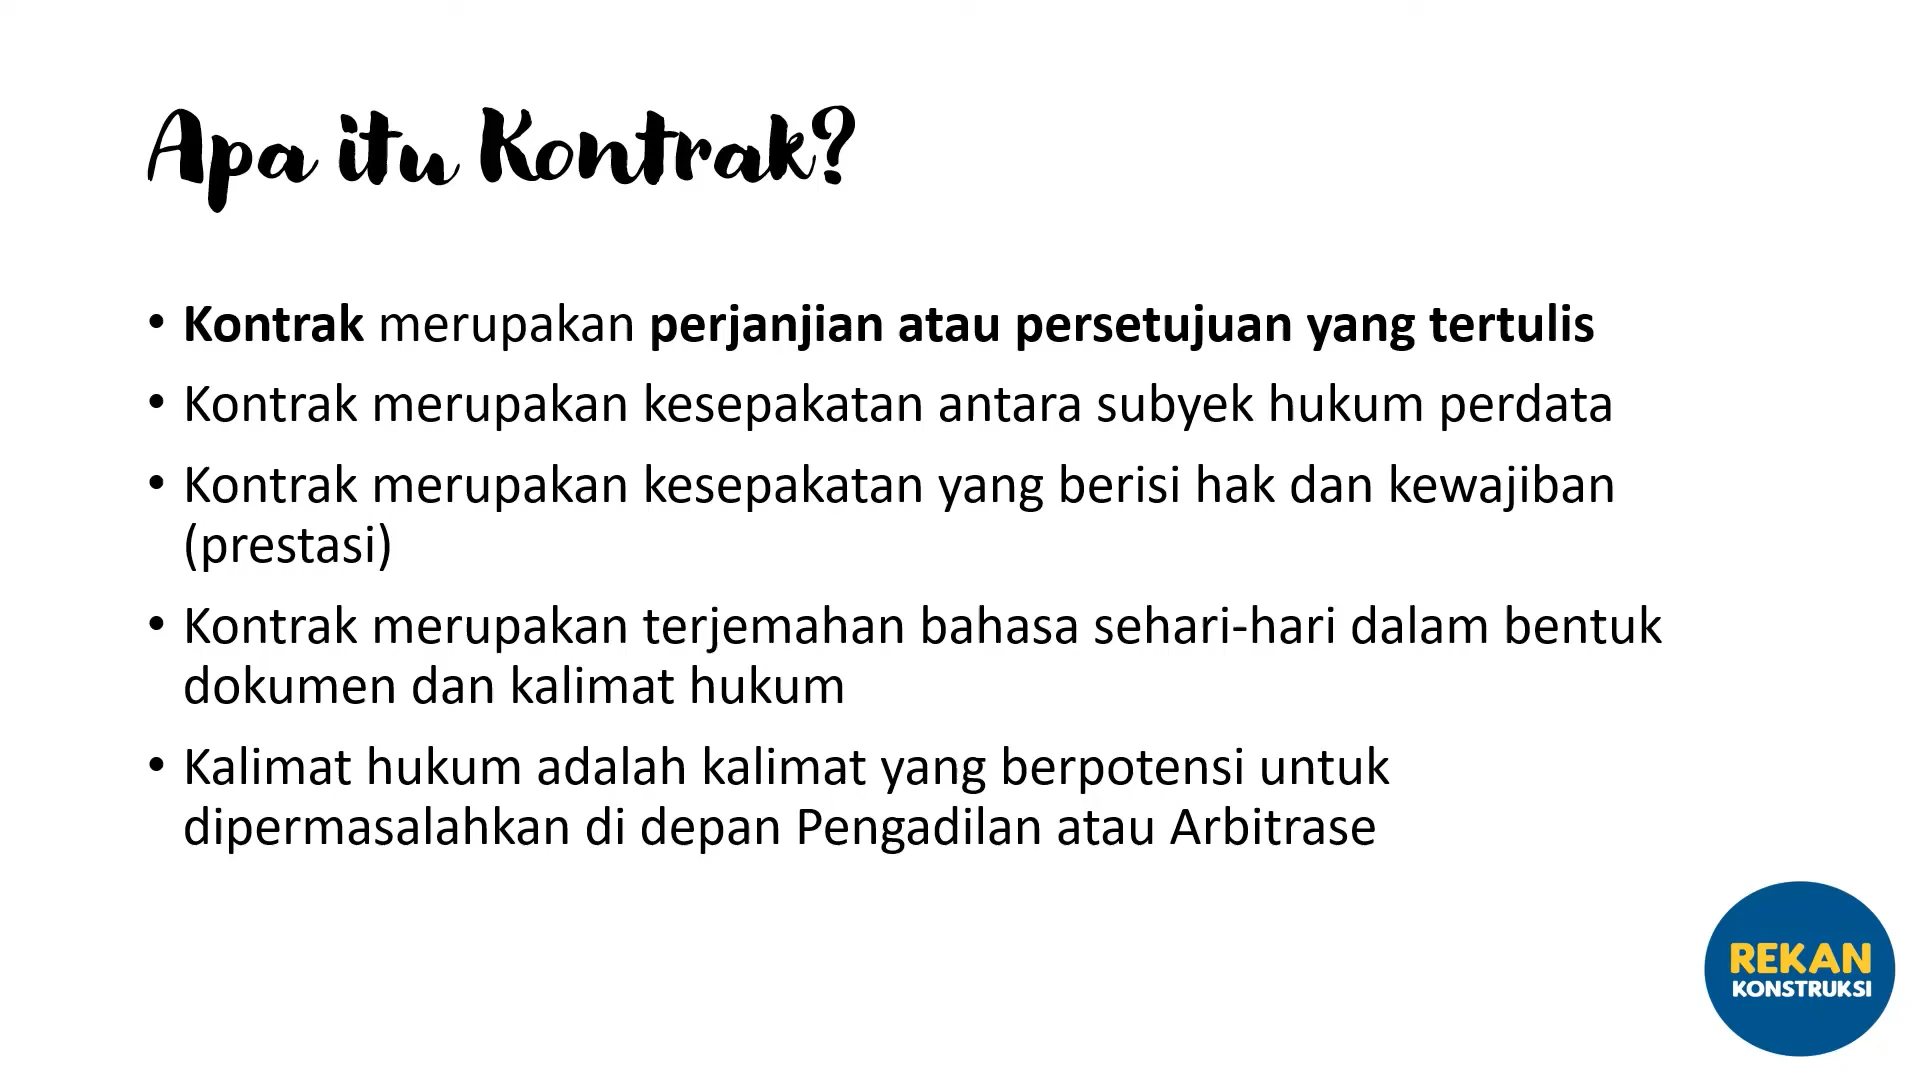 Apa itu Kontrak?
• Kontrak merupakan perjanjian atau persetujuan yang tertulis
• Kontrak merupakan kesepakatan antara subyek hukum perdata
• Kontrak merupakan kesepakatan yang berisi hak dan kewajiban
(prestasi)
• Kontrak merupakan terjemahan bahasa sehari-hari dalam bentuk
dokumen dan kalimat hukum
• Kalimat hukum adalah kalimat yang berpotensi untuk
dipermasalahkan di depan Pengadilan atau Arbitrase
REKAN
KONSTRUKSI